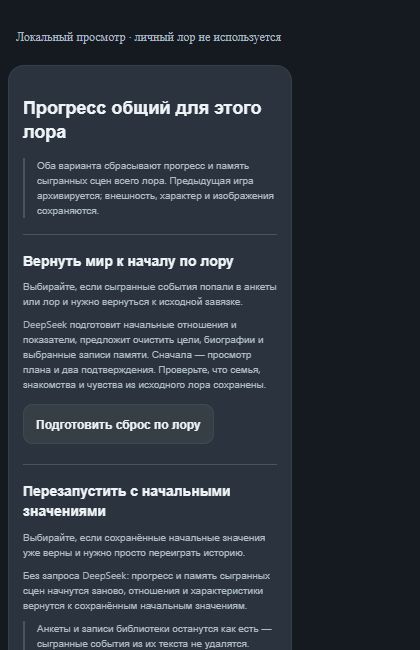 Локальный просмотр · личный лор не используется
Прогресс общий для этого
лора
Оба варианта сбрасывают прогресс и память
сыгранных сцен всего лора. Предыдущая игра
архивируется; внешность, характер и изображения
сохраняются.
Вернуть мир к началу по лору
Выбирайте, если сыгранные события попали в анкеты
или лор и нужно вернуться к исходной завязке.
DeepSeek подготовит начальные отношения и
показатели, предложит очистить цели, биографии и
выбранные записи памяти. Сначала — просмотр
плана и два подтверждения. Проверьте, что семья,
знакомства и чувства из исходного лора сохранены.
Подготовить сброс по лору
Перезапустить с начальными
значениями
Выбирайте, если сохранённые начальные значения
уже верны и нужно просто переиграть историю.
Без запроса DeepSeek: прогресс и память сыгранных
сцен начнутся заново, отношения и характеристики
вернутся к сохранённым начальным значениям.
Анкеты и записи библиотеки останутся как есть —
сыгранные события из их текста не удалятся.